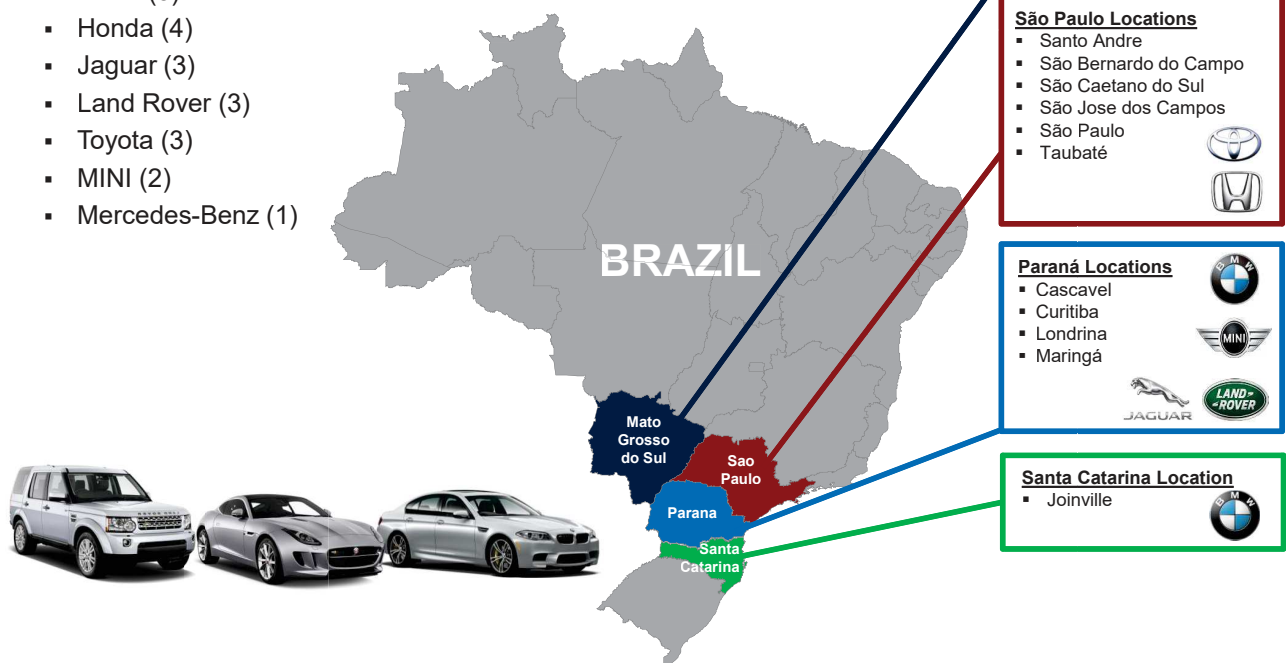 ▪ Honda (4)
▪ Jaguar (3)
▪ Land Rover (3)
▪ Toyota (3)
▪ MINI (2)
▪ Mercedes-Benz (1)
BRAZIL
Mato
Grosso
do Sul
Sao
Paulo
Parana
Santa
Catarina
São Paulo Locations
▪ Santo Andre
▪ São Bernardo do Campo
▪ São Caetano do Sul
▪ São Jose dos Campos
▪ São Paulo
▪ Taubaté
Paraná Locations
▪ Cascavel
▪ Curitiba
▪ Londrina
▪ Maringá
BMW
MINI
JAGUAR
LAND
ROVER
Santa Catarina Location
▪ Joinville
BMW